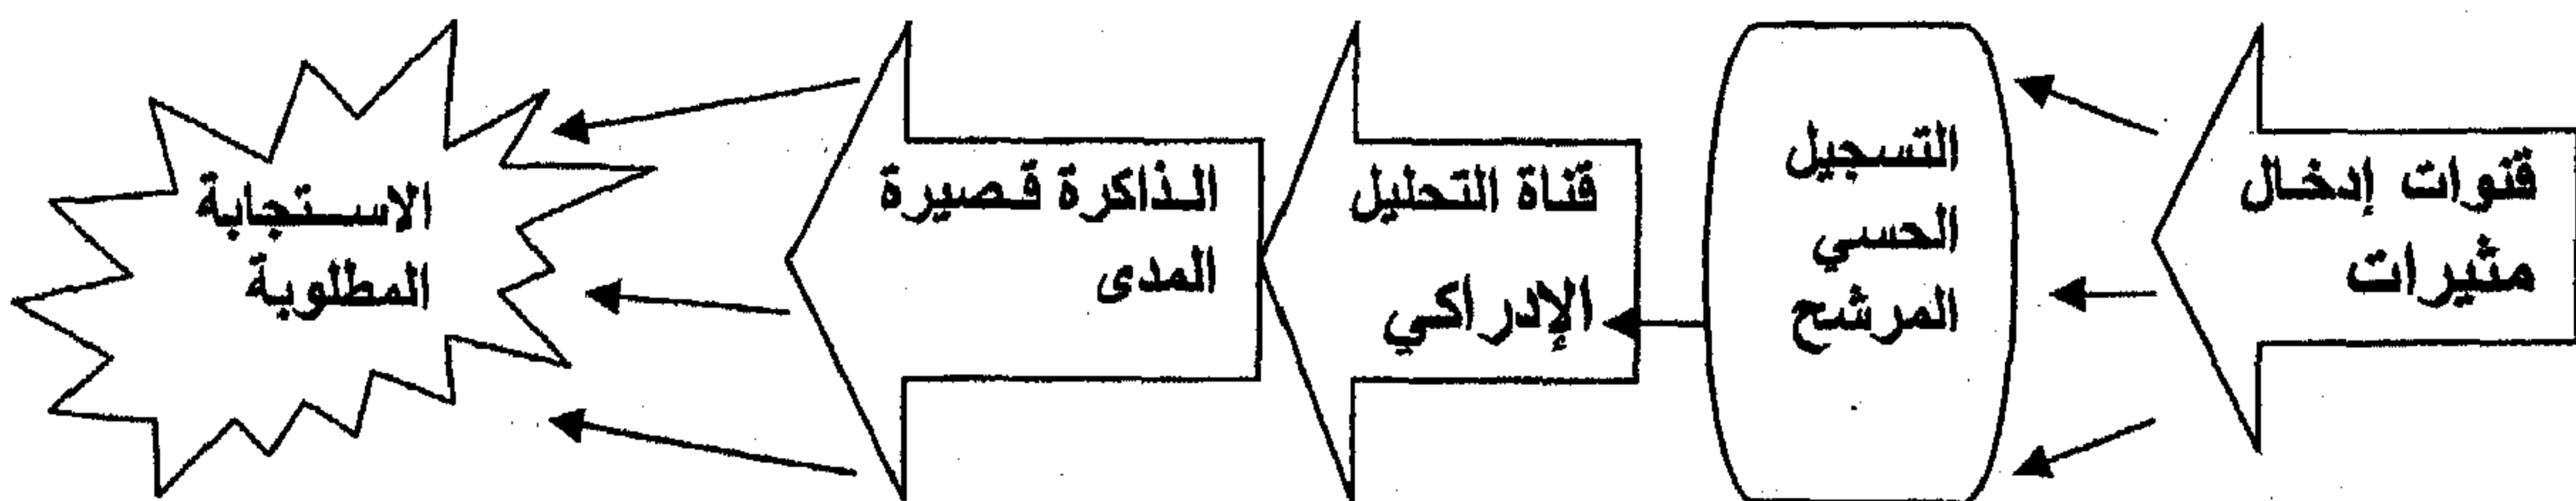 قنوات إدخال
مثيرات
التسجيل
الحسي
المرشح
قناة التحليل
الإدراكي
الذاكرة قصيرة
المدى
الاستجابة
المطلوبة